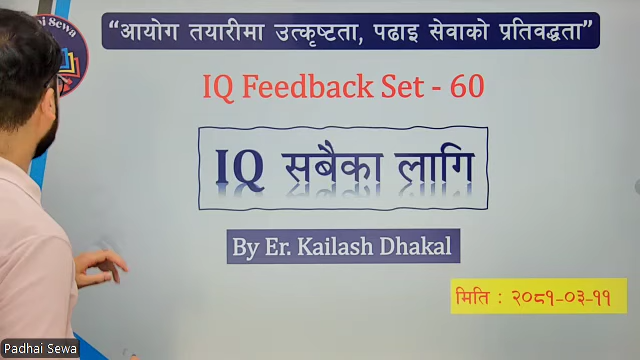 “आयोग तयारीमा उत्कृष्टता, पढाइ सेवाको प्रतिवद्धता”
IQ Feedback Set - 60
IQ सबैका लागि
By Er. Kailash Dhakal
मिति : २०८१-०३-११
Padhai Sewa